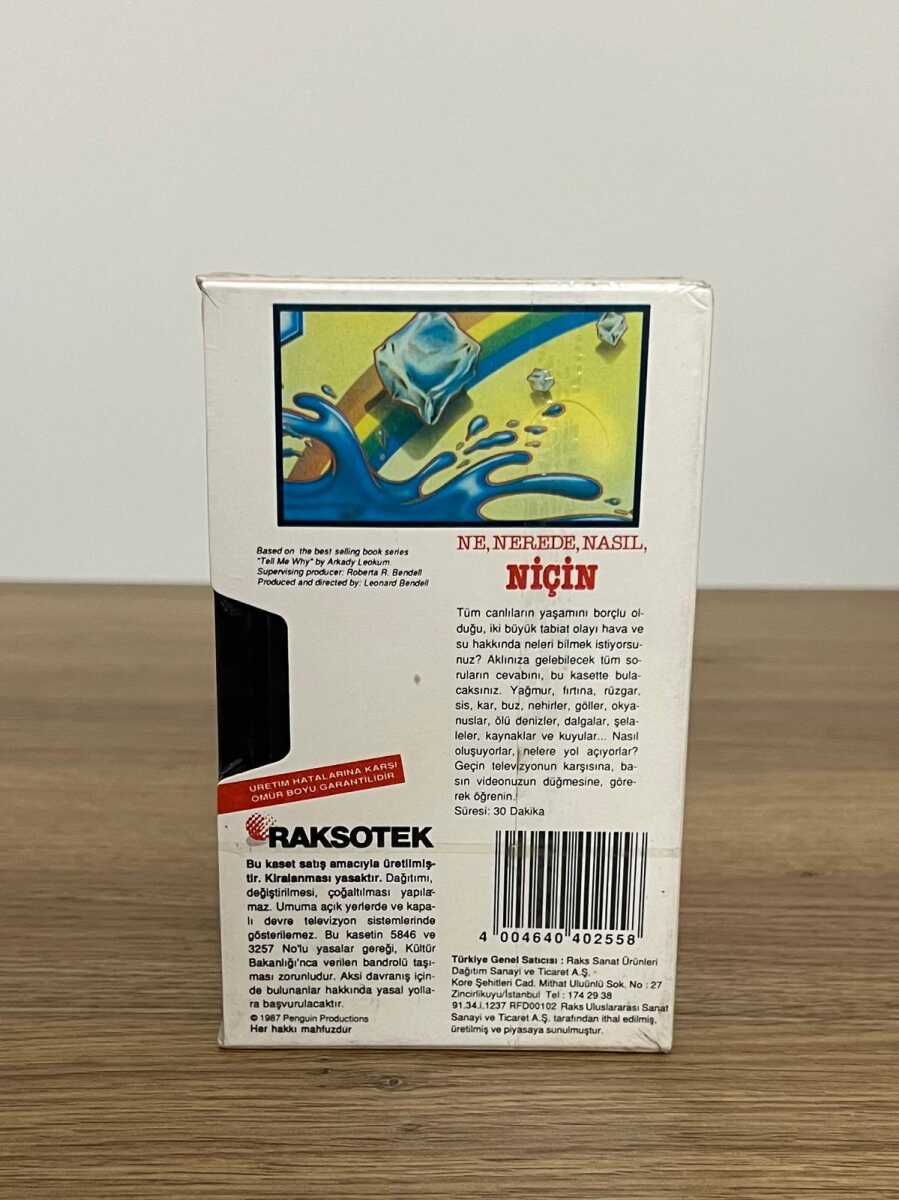 Based on the best selling book series
"Tell Me Why" by Arkady Leokum.
Supervising producer: Roberta R. Bendell
Produced and directed by: Leonard Bendell
NE, NEREDE, NASIL,
NİÇİN
Tüm canlıların yaşamını borçlu ol-
duğu, iki büyük tabiat olayı hava ve
su hakkında neleri bilmek istiyorsu-
nuz? Aklınıza gelebilecek tüm so-
ruların cevabını, bu kasette bula-
caksınız. Yağmur, fırtına, rüzgar,
sis, kar, buz, nehirler, göller, okya-
nuslar, ölü denizler, dalgalar, şela-
leler, kaynaklar ve kuyular... Nasıl
oluşuyorlar, nelere yol açıyorlar?
Geçin televizyonun karşısına, ba-
sın videonuzun düğmesine, göre-
rek öğrenin.
Süresi: 30 Dakika
ÜRETİM HATALARINA KARŞI
ÖMÜR BOYU GARANTİLİDİR
RAKSOTEK
Bu kaset satış amacıyla üretilmiş-
tir. Kiralanması yasaktır. Dağıtımı,
değiştirilmesi, çoğaltılması yapıla-
maz. Umuma açık yerlerde ve kapa-
lı devre televizyon sistemlerinde
gösterilemez. Bu kasetin 5846 ve
3257 No'lu yasalar gereği, Kültür
Bakanlığı'nca verilen bandrolü taşı-
ması zorunludur. Aksi davranış için-
de bulunanlar hakkında yasal yolla-
ra başvurulacaktır.
© 1987 Penguin Productions
Her hakkı mahfuzdur
4 004640 402558
Türkiye Genel Satıcısı : Raks Sanat Ürünleri
Dağıtım Sanayi ve Ticaret A.Ş.
Kore Şehitleri Cad. Mithat Uluünlü Sok. No : 27
Zincirlikuyu/İstanbul Tel : 174 29 38
91.34.i.1237 RFD00102 Raks Uluslararası Sanat
Sanayi ve Ticaret A.Ş. tarafından ithal edilmiş,
üretilmiş ve piyasaya sunulmuştur.